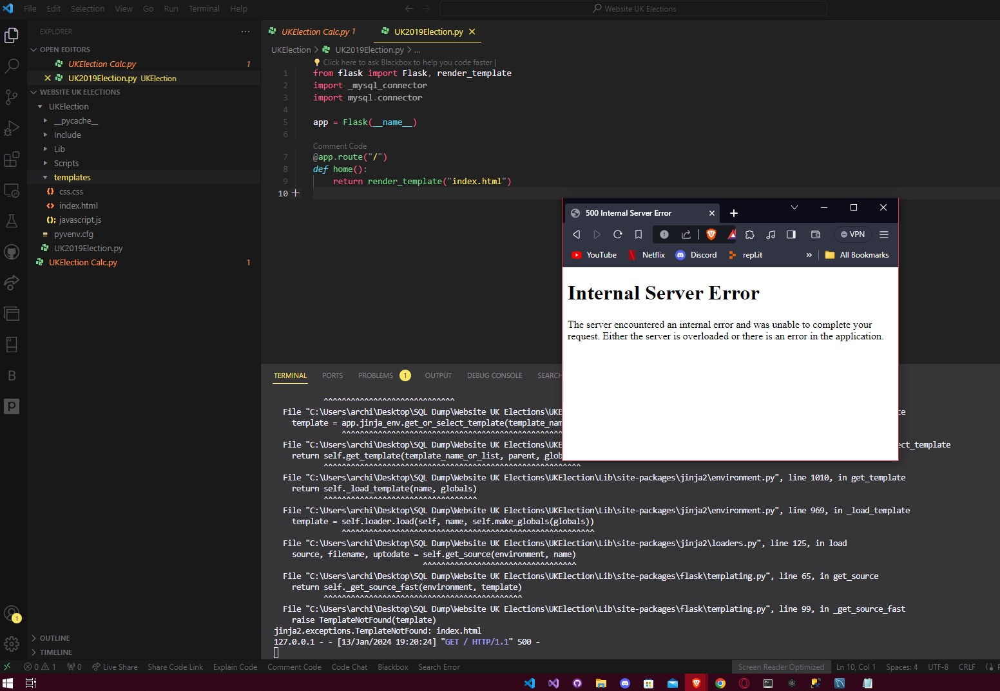 File Edit Selection View Go Run Terminal Help
Website UK Elections
EXPLORER
OPEN EDITORS
UKElection Calc.py 1
UK2019Election.py UKElection
WEBSITE UK ELECTIONS
UKElection
__pycache__
Include
Lib
Scripts
templates
css.css
index.html
javascript.js
pyvenv.cfg
UK2019Election.py
UKElection Calc.py 1
OUTLINE
TIMELINE
UKElection Calc.py 1
UK2019Election.py
UKElection > UK2019Election.py > ...
Click here to ask Blackbox to help you code faster |
1 from flask import Flask, render_template
2 import _mysql_connector
3 import mysql.connector
4
5 app = Flask(__name__)
6
Comment Code
7 @app.route("/")
8 def home():
9 return render_template("index.html")
10
500 Internal Server Error
VPN
YouTube Netflix Discord repl.it » All Bookmarks
Internal Server Error
The server encountered an internal error and was unable to complete your
request. Either the server is overloaded or there is an error in the application.
TERMINAL PORTS PROBLEMS 1 OUTPUT DEBUG CONSOLE SEARCH
^^^^^^^^^^^^^^^^^^^^^^^^^^^^^
File "C:\Users\archi\Desktop\SQL Dump\Website UK Elections\UKE
template = app.jinja_env.get_or_select_template(template_nam
^^^^^^^^^^^^^^^^^^^^^^^^^^^^^^^^^^^^^^^^^^^^^^^^^
File "C:\Users\archi\Desktop\SQL Dump\Website UK Elections\UKE ect_template
return self.get_template(template_name_or_list, parent, glob
^^^^^^^^^^^^^^^^^^^^^^^^^^^^^^^^^^^^^^^^^^^^^^^^^^^^^^^^^
File "C:\Users\archi\Desktop\SQL Dump\Website UK Elections\UKElection\Lib\site-packages\jinja2\environment.py", line 1010, in get_template
return self._load_template(name, globals)
^^^^^^^^^^^^^^^^^^^^^^^^^^^^^^^^^^
File "C:\Users\archi\Desktop\SQL Dump\Website UK Elections\UKElection\Lib\site-packages\jinja2\environment.py", line 969, in _load_template
template = self.loader.load(self, name, self.make_globals(globals))
^^^^^^^^^^^^^^^^^^^^^^^^^^^^^^^^^^^^^^^^^^^^^^^^^^^^^^^^
File "C:\Users\archi\Desktop\SQL Dump\Website UK Elections\UKElection\Lib\site-packages\jinja2\loaders.py", line 125, in load
source, filename, uptodate = self.get_source(environment, name)
^^^^^^^^^^^^^^^^^^^^^^^^^^^^^^^^^^
File "C:\Users\archi\Desktop\SQL Dump\Website UK Elections\UKElection\Lib\site-packages\flask\templating.py", line 65, in get_source
return self._get_source_fast(environment, template)
^^^^^^^^^^^^^^^^^^^^^^^^^^^^^^^^^^^^^^^^^^^^
File "C:\Users\archi\Desktop\SQL Dump\Website UK Elections\UKElection\Lib\site-packages\flask\templating.py", line 99, in _get_source_fast
raise TemplateNotFound(template)
jinja2.exceptions.TemplateNotFound: index.html
127.0.0.1 - - [13/Jan/2024 19:20:24] "GET / HTTP/1.1" 500 -
0 1 0 Live Share Share Code Link Explain Code Comment Code Code Chat Blackbox Search Error Screen Reader Optimized Ln 10, Col 1 Spaces: 4 UTF-8 CRLF